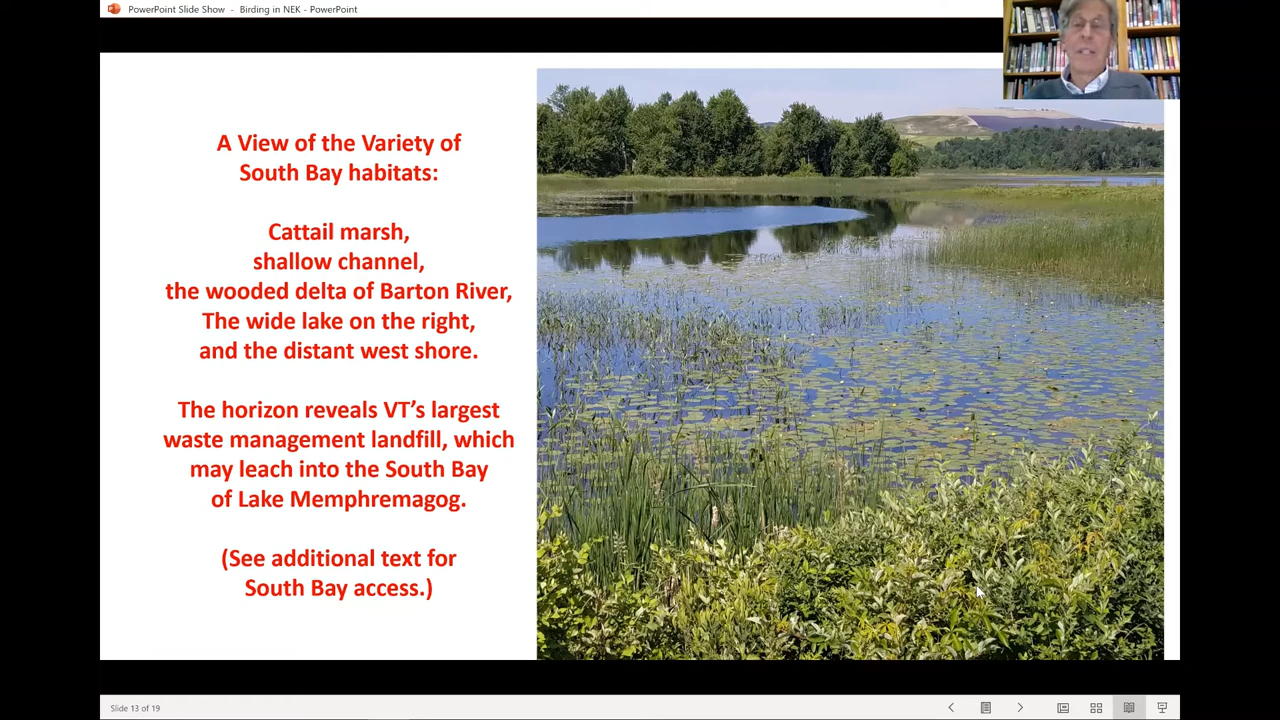 PowerPoint Slide Show - Birding in NEK - PowerPoint
A View of the Variety of
South Bay habitats:
Cattail marsh,
shallow channel,
the wooded delta of Barton River,
The wide lake on the right,
and the distant west shore.
The horizon reveals VT’s largest
waste management landfill, which
may leach into the South Bay
of Lake Memphremagog.
(See additional text for
South Bay access.)
Slide 13 of 19